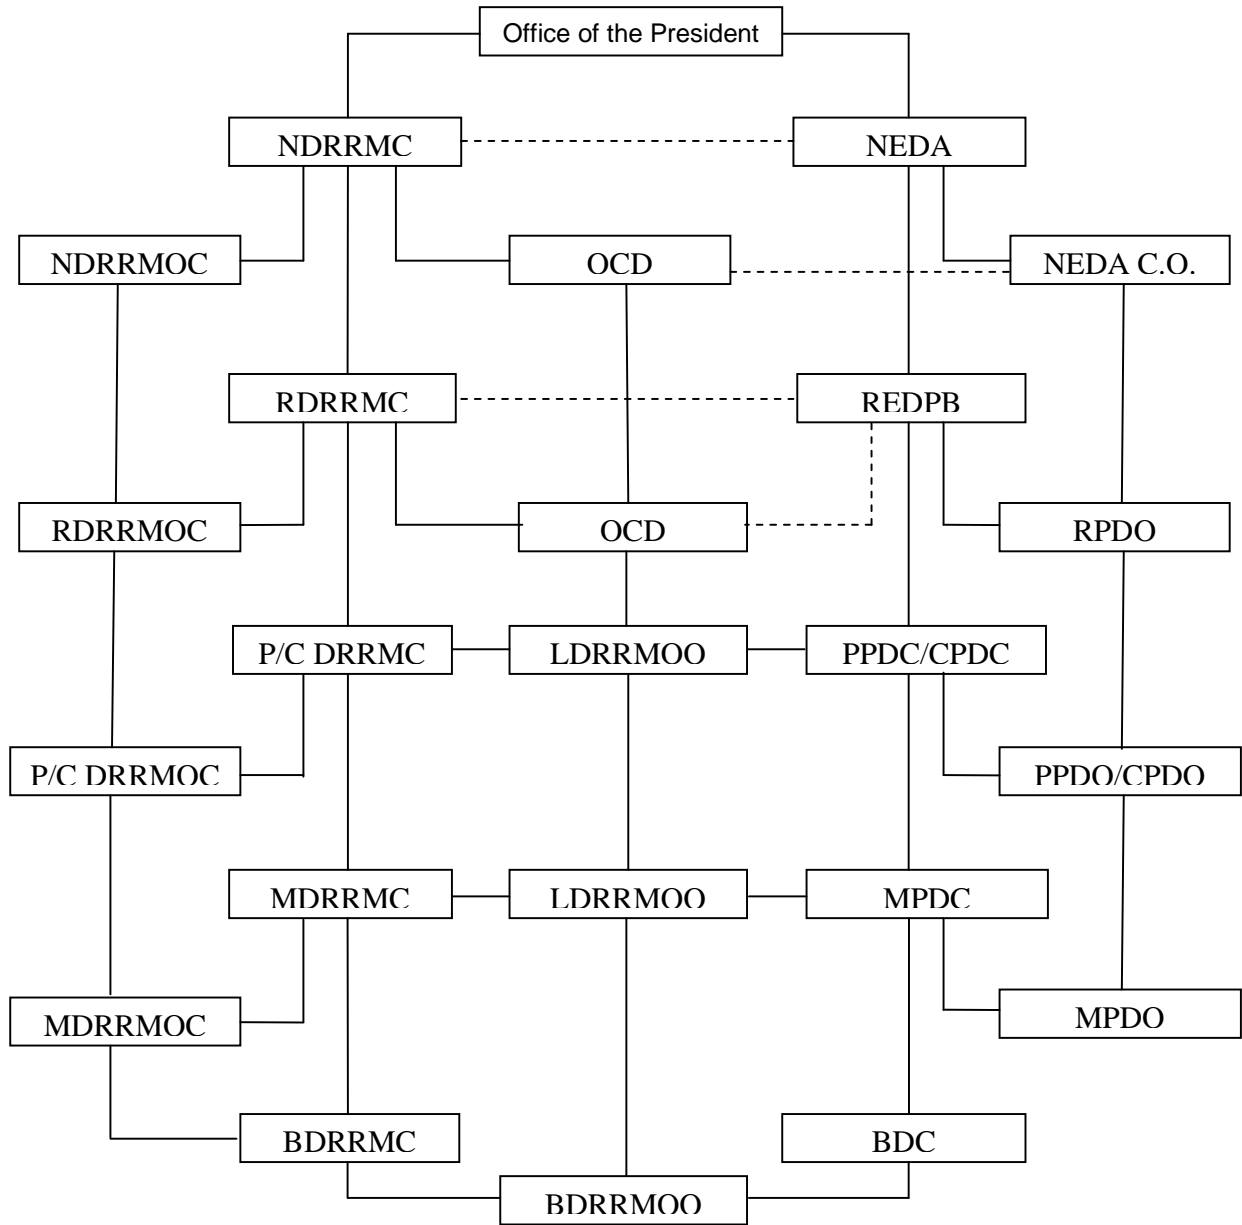 Office of the President
NDRRMC
NEDA
NDRRMOC
OCD
NEDA C.O.
RDRRMC
REDPB
RDRRMOC
OCD
RPDO
P/C DRRMC
LDRRMOO
PPDC/CPDC
P/C DRRMOC
PPDO/CPDO
MDRRMC
LDRRMOO
MPDC
MDRRMOC
MPDO
BDRRMC
BDC
BDRRMOO